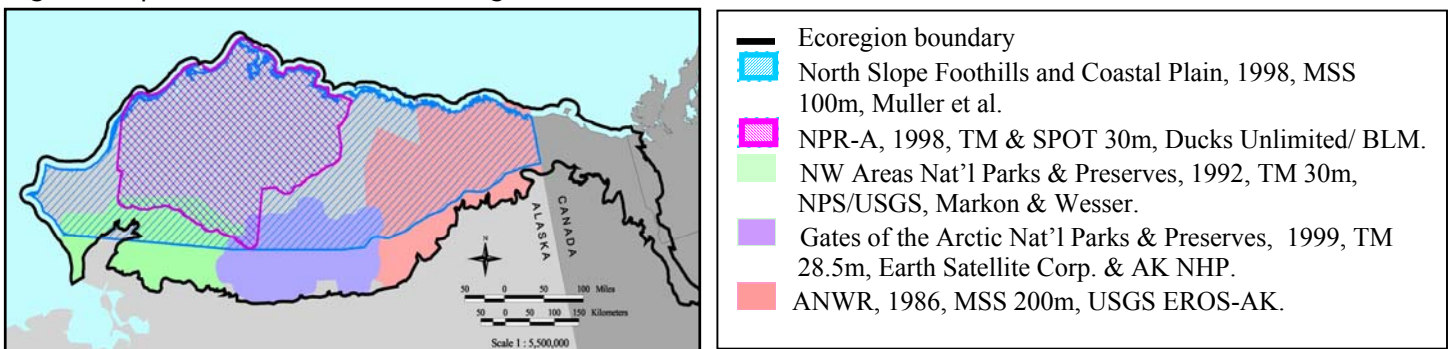 Ecoregion boundary
North Slope Foothills and Coastal Plain, 1998, MSS
100m, Muller et al.
NPR-A, 1998, TM & SPOT 30m, Ducks Unlimited/ BLM.
NW Areas Nat’l Parks & Preserves, 1992, TM 30m,
NPS/USGS, Markon & Wesser.
Gates of the Arctic Nat’l Parks & Preserves, 1999, TM
28.5m, Earth Satellite Corp. & AK NHP.
ANWR, 1986, MSS 200m, USGS EROS-AK.
ALASKA
CANADA
N
50 0 50 100 Miles
50 0 50 100 150 Kilometers
Scale 1 : 5,500,000